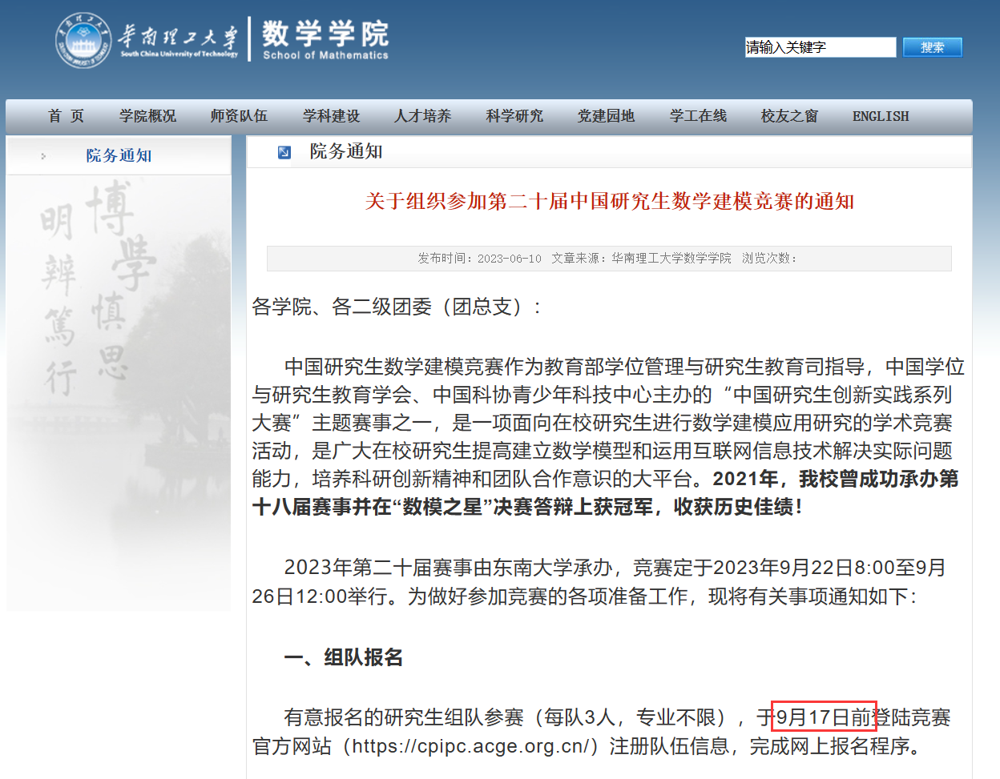 华南理工大学
South China University of Technology
数学学院
School of Mathematics
请输入关键字
搜索
首 页 学院概况 师资队伍 学科建设 人才培养 科学研究 党建园地 学工在线 校友之窗 ENGLISH
院务通知
博學
慎思
明辨
篤行
院务通知
关于组织参加第二十届中国研究生数学建模竞赛的通知
发布时间：2023-06-10 文章来源：华南理工大学数学学院 浏览次数：
各学院、各二级团委（团总支）：
中国研究生数学建模竞赛作为教育部学位管理与研究生教育司指导，中国学位
与研究生教育学会、中国科协青少年科技中心主办的“中国研究生创新实践系列
大赛”主题赛事之一，是一项面向在校研究生进行数学建模应用研究的学术竞赛
活动，是广大在校研究生提高建立数学模型和运用互联网信息技术解决实际问题
能力，培养科研创新精神和团队合作意识的大平台。2021年，我校曾成功承办第
十八届赛事并在“数模之星”决赛答辩上获冠军，收获历史佳绩！
2023年第二十届赛事由东南大学承办，竞赛定于2023年9月22日8:00至9月
26日12:00举行。为做好参加竞赛的各项准备工作，现将有关事项通知如下：
一、组队报名
有意报名的研究生组队参赛（每队3人，专业不限），于9月17日前登陆竞赛
官方网站（https://cpipc.acge.org.cn/）注册队伍信息，完成网上报名程序。